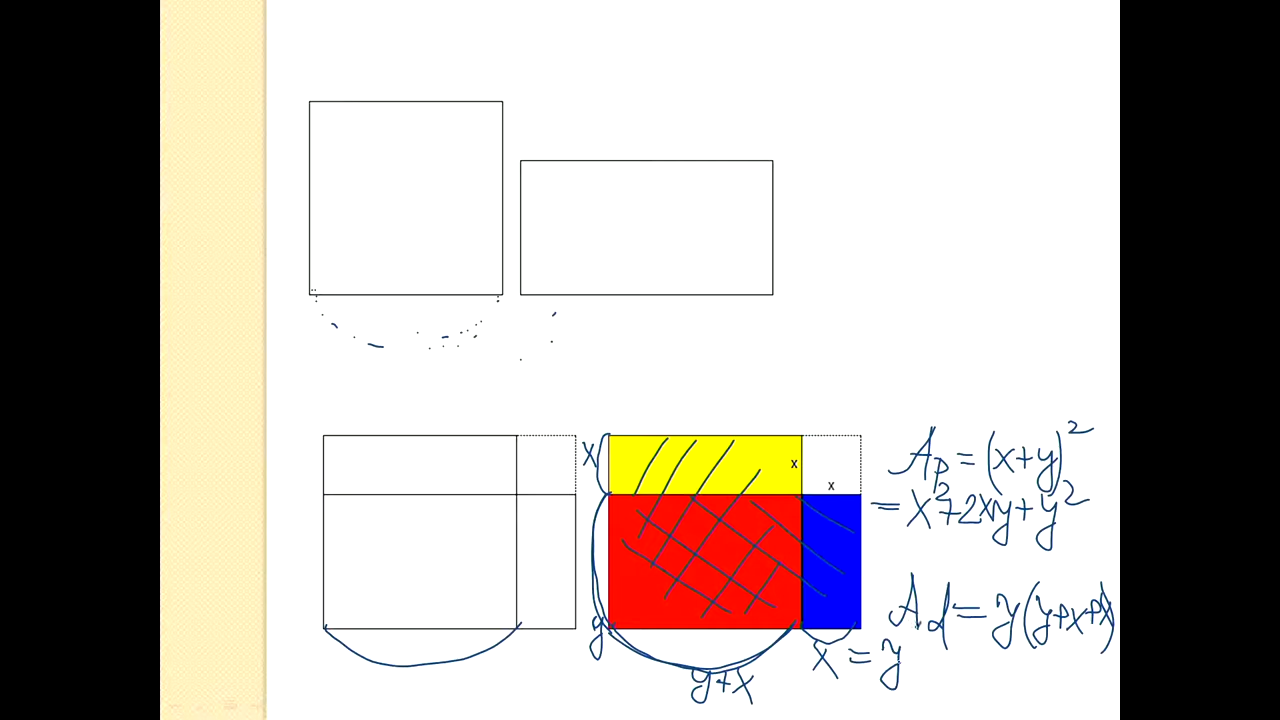 x
x
X
y
y+x
x = y
Ap = (x+y)²
= x²+2xy+y²
Ad = y(y+x+x)